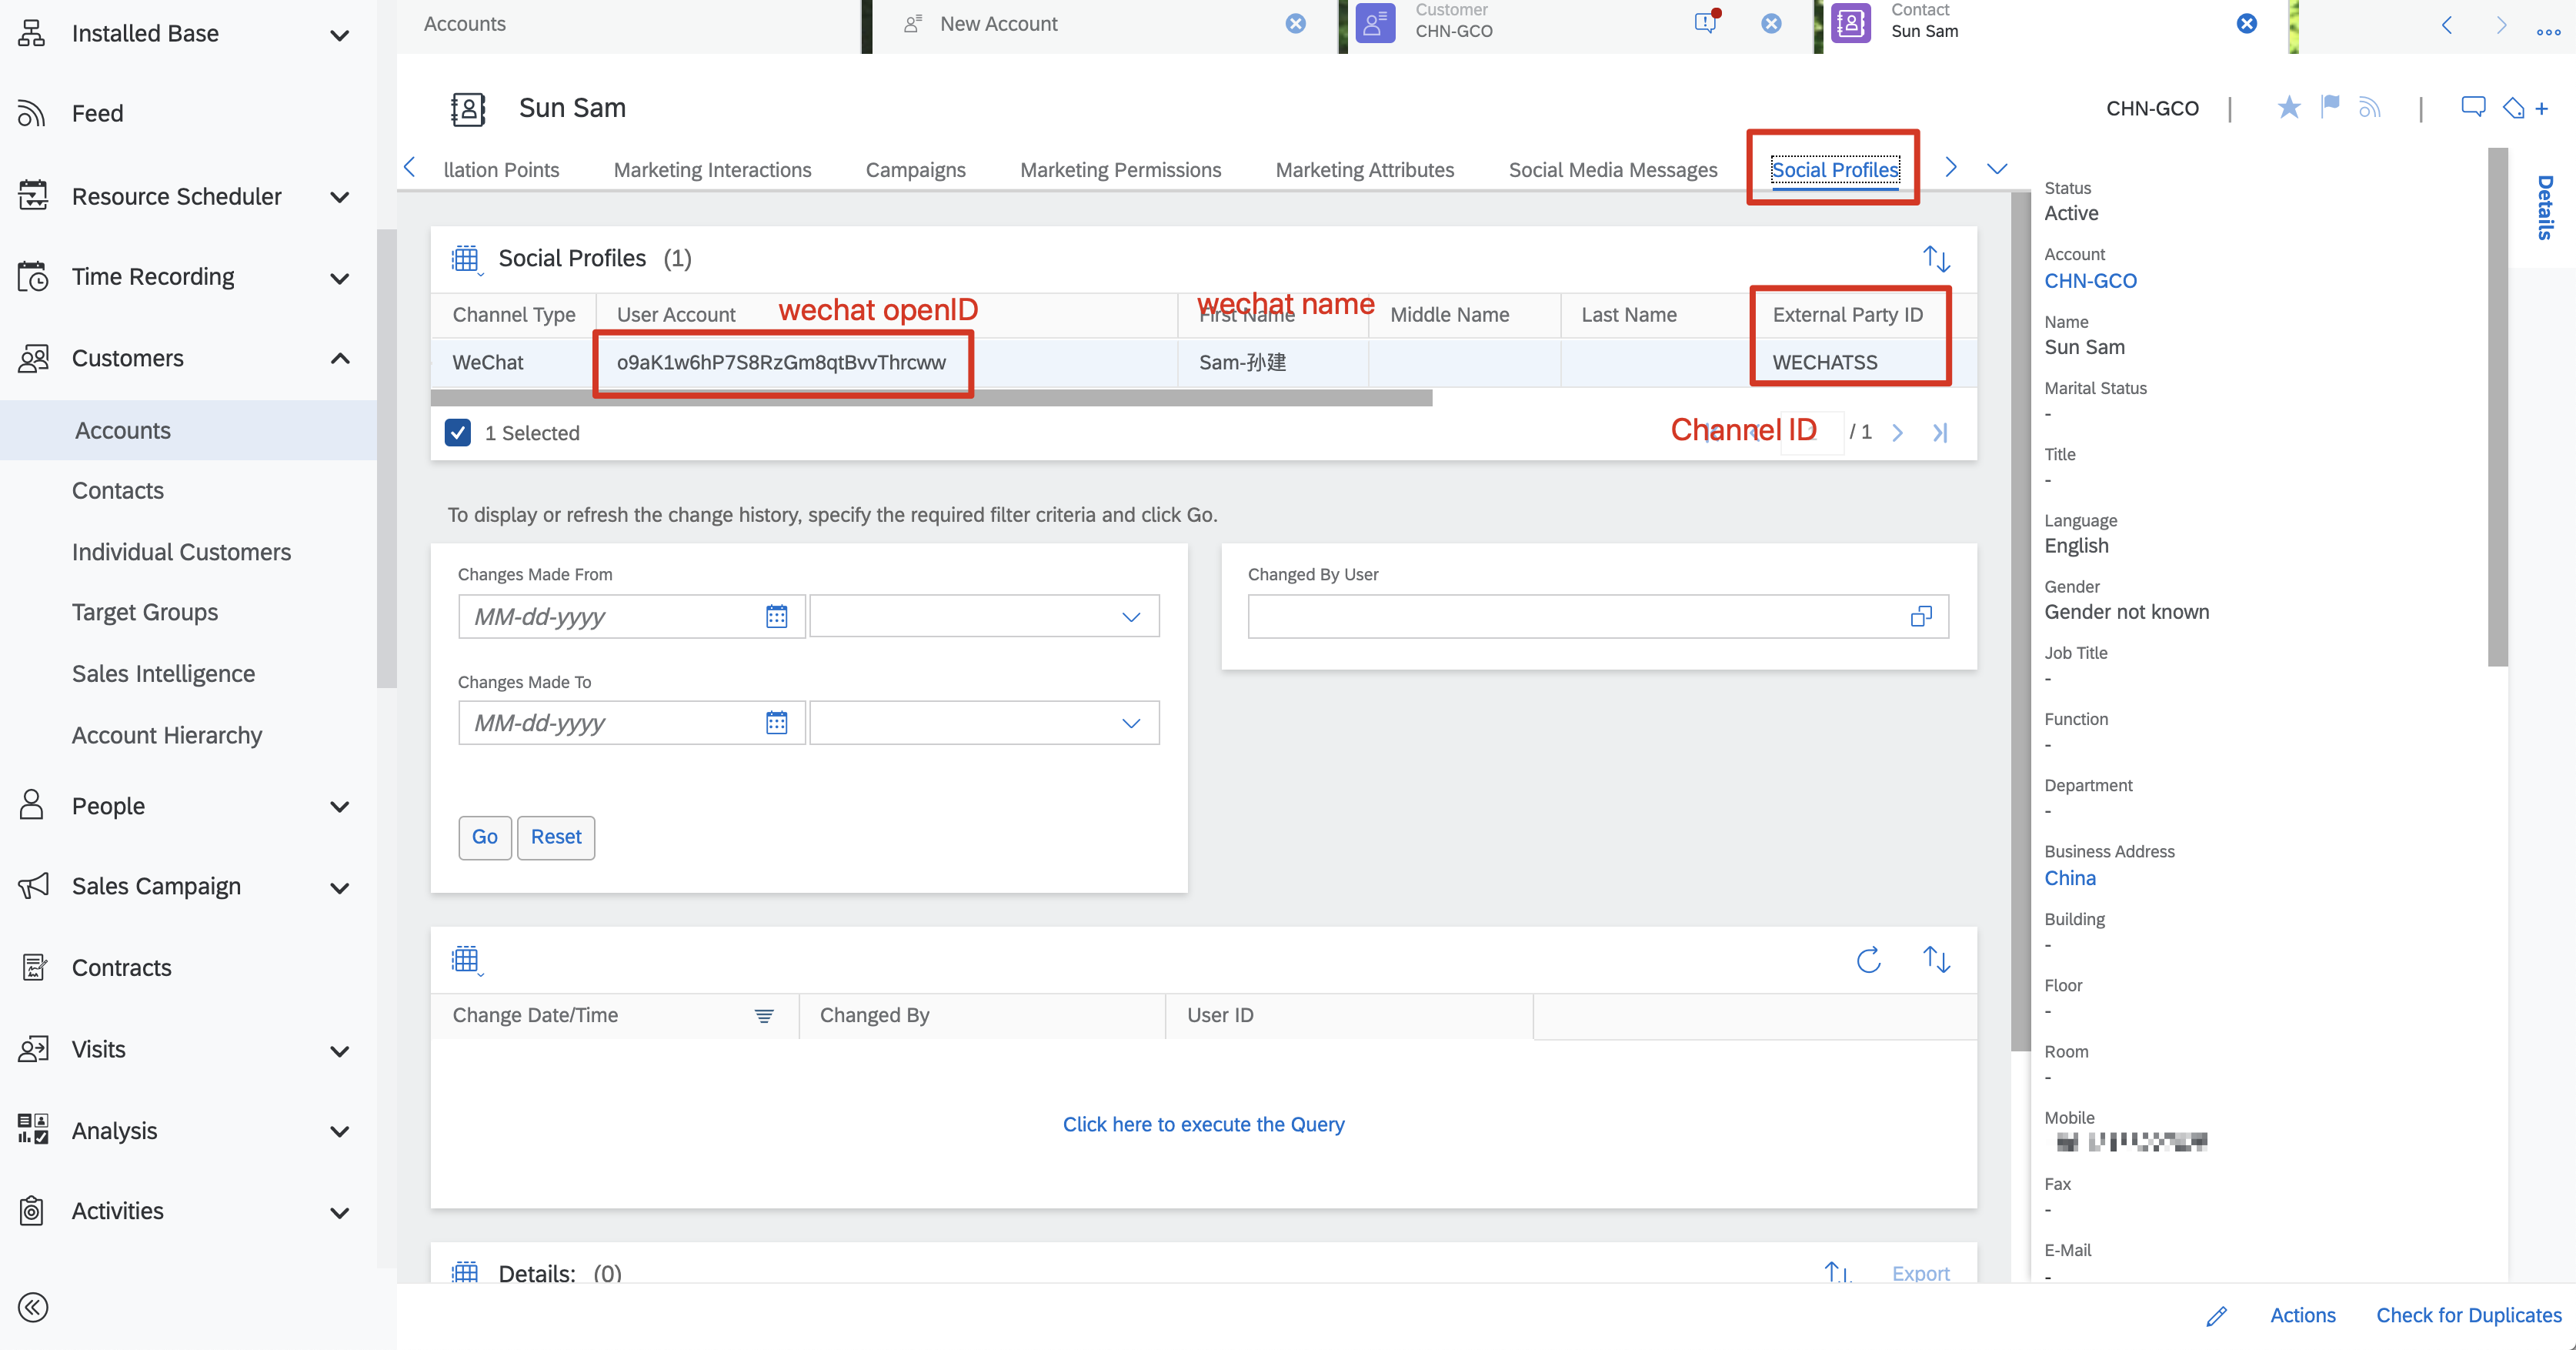 Installed Base
Feed
Resource Scheduler
Time Recording
Customers
Accounts
Contacts
Individual Customers
Target Groups
Sales Intelligence
Account Hierarchy
People
Sales Campaign
Contracts
Visits
Analysis
Activities
Accounts
New Account
Customer
CHN-GCO
Contact
Sun Sam
Sun Sam
CHN-GCO
llation Points Marketing Interactions Campaigns Marketing Permissions Marketing Attributes Social Media Messages Social Profiles
Social Profiles (1)
wechat openID wechat name
Channel Type User Account First Name Middle Name Last Name External Party ID
WeChat o9aK1w6hP7S8RzGm8qtBvvThrcww Sam-孙建 WECHATSS
1 Selected
Channel ID
/ 1
To display or refresh the change history, specify the required filter criteria and click Go.
Changes Made From
MM-dd-yyyy
Changes Made To
MM-dd-yyyy
Go Reset
Changed By User
Change Date/Time Changed By User ID
Click here to execute the Query
Details: (0)
Export
Details
Status
Active
Account
CHN-GCO
Name
Sun Sam
Marital Status
-
Title
-
Language
English
Gender
Gender not known
Job Title
-
Function
-
Department
-
Business Address
China
Building
-
Floor
-
Room
-
Mobile
Fax
-
E-Mail
-
Actions Check for Duplicates